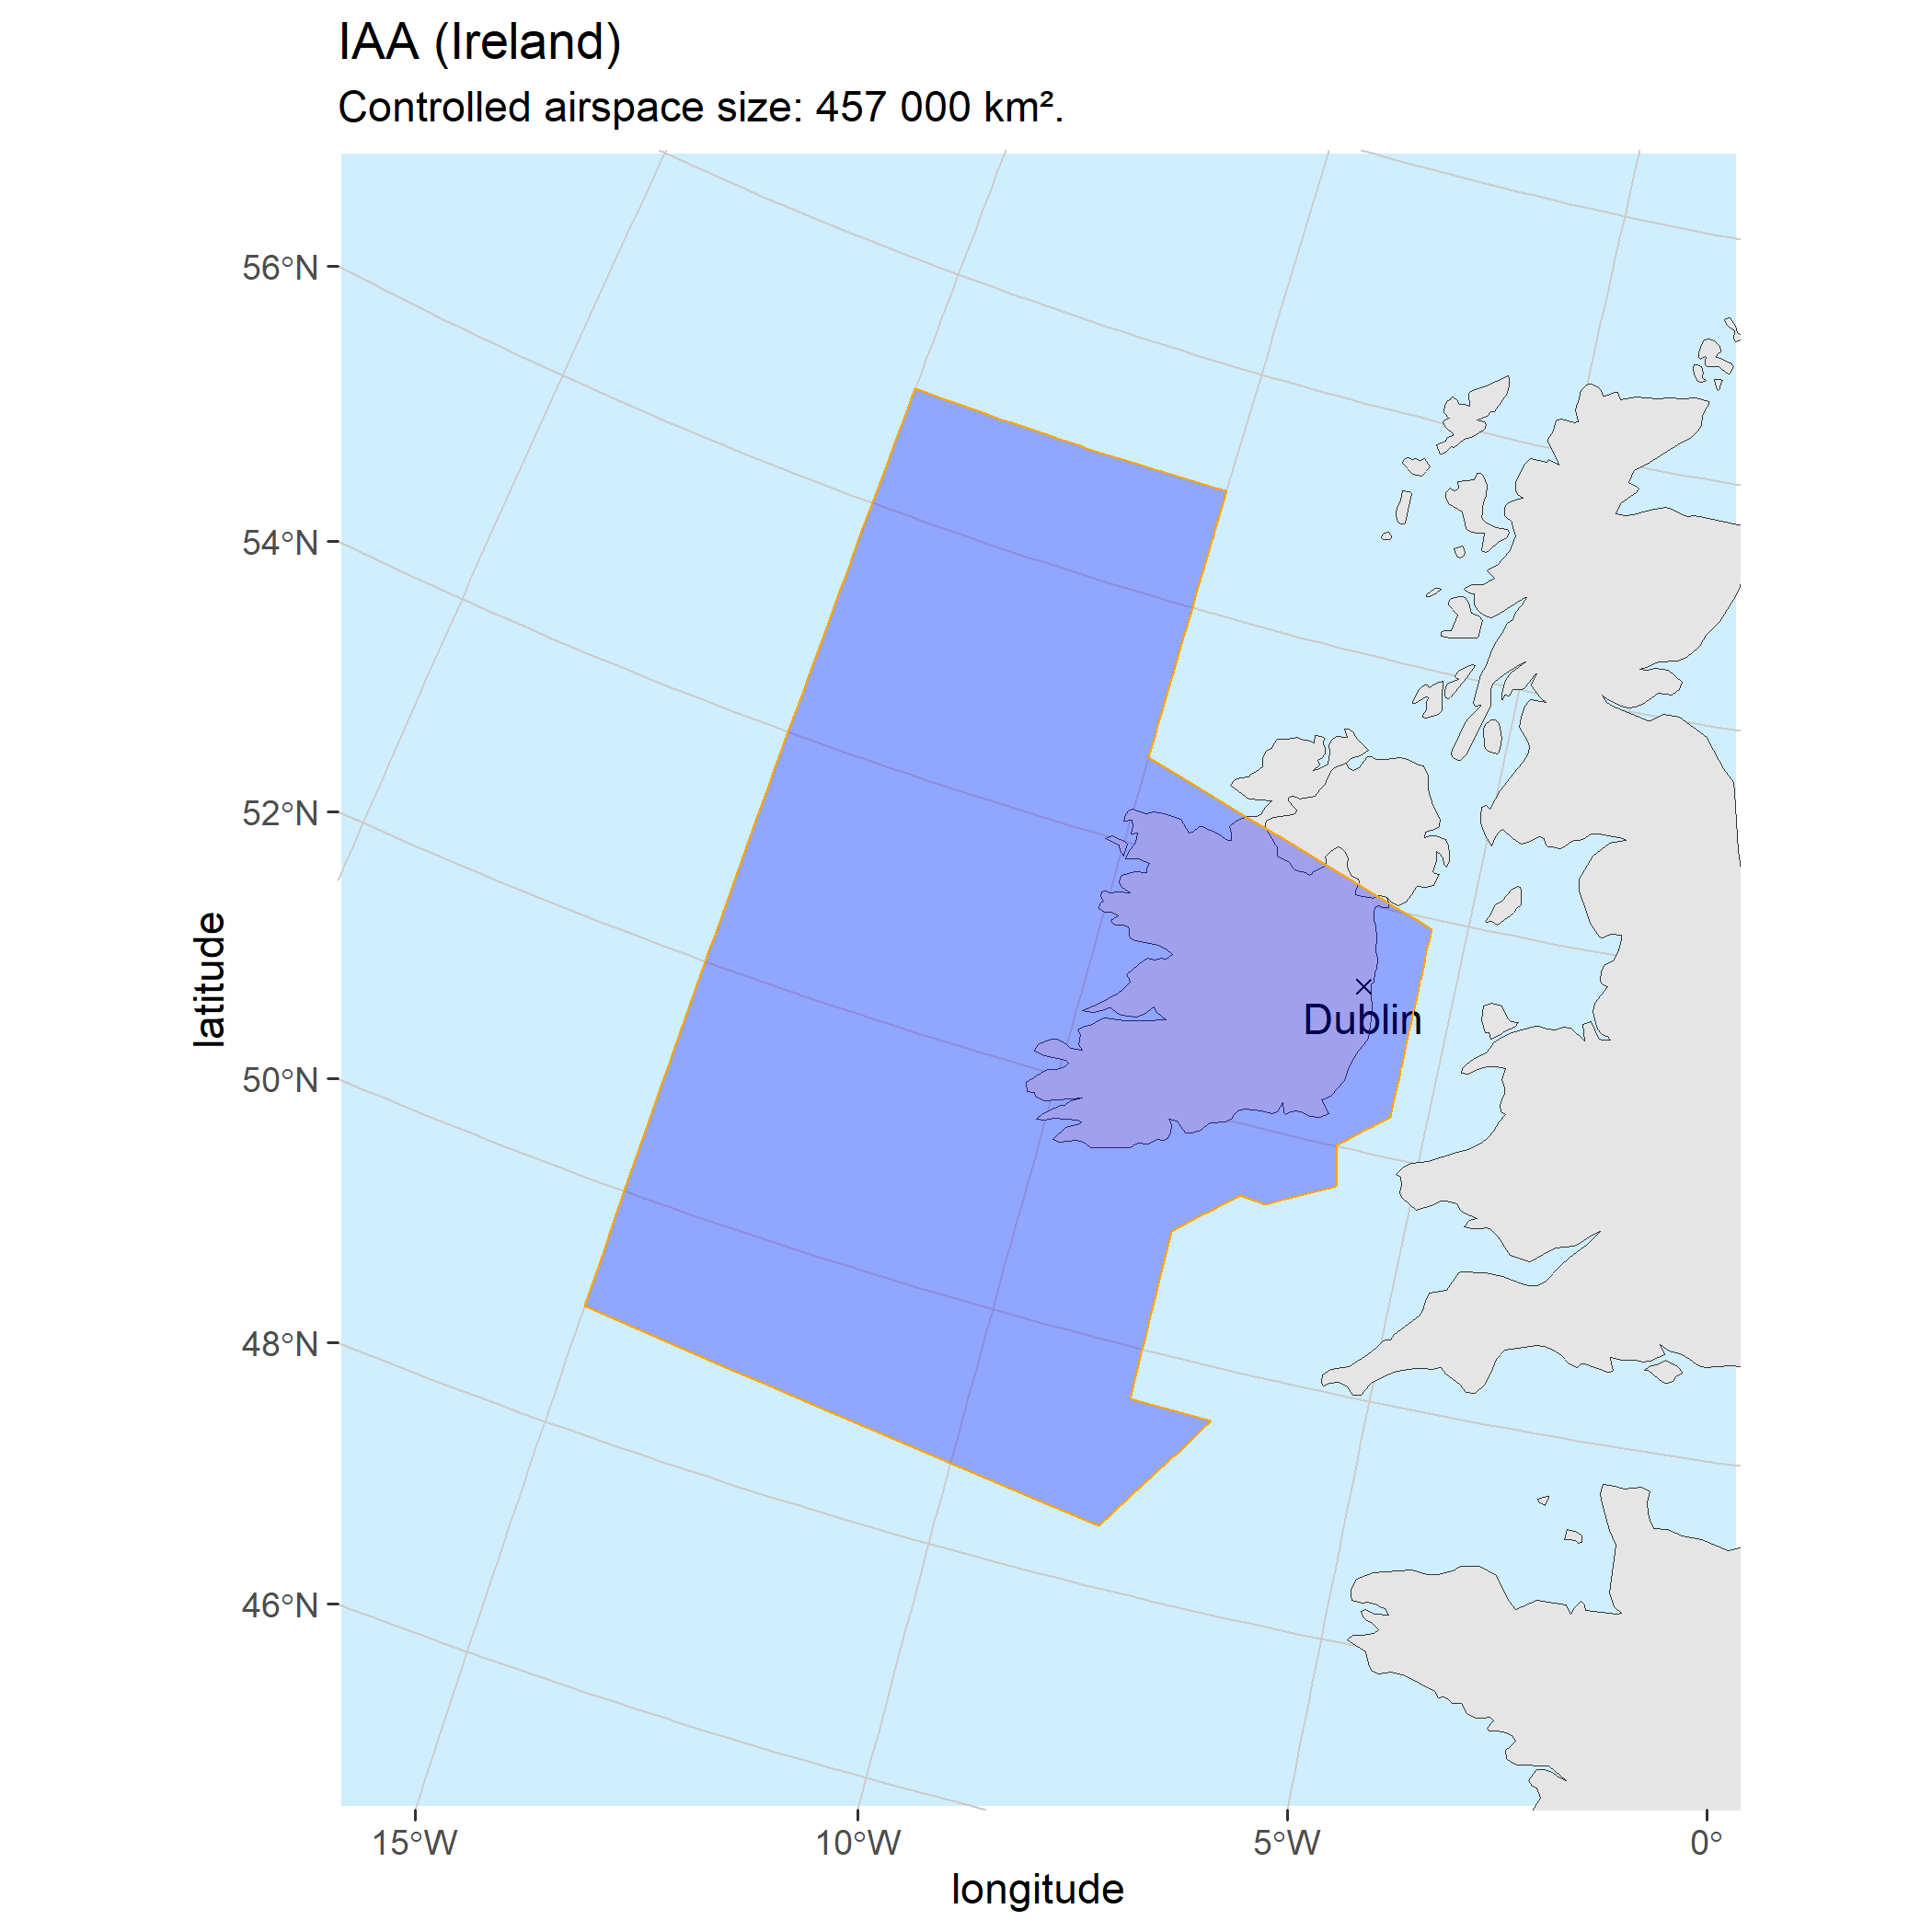 IAA (Ireland)
Controlled airspace size: 457 000 km².
56°N
54°N
52°N
50°N
48°N
46°N
latitude
Dublin
15°W
10°W
5°W
0°
longitude